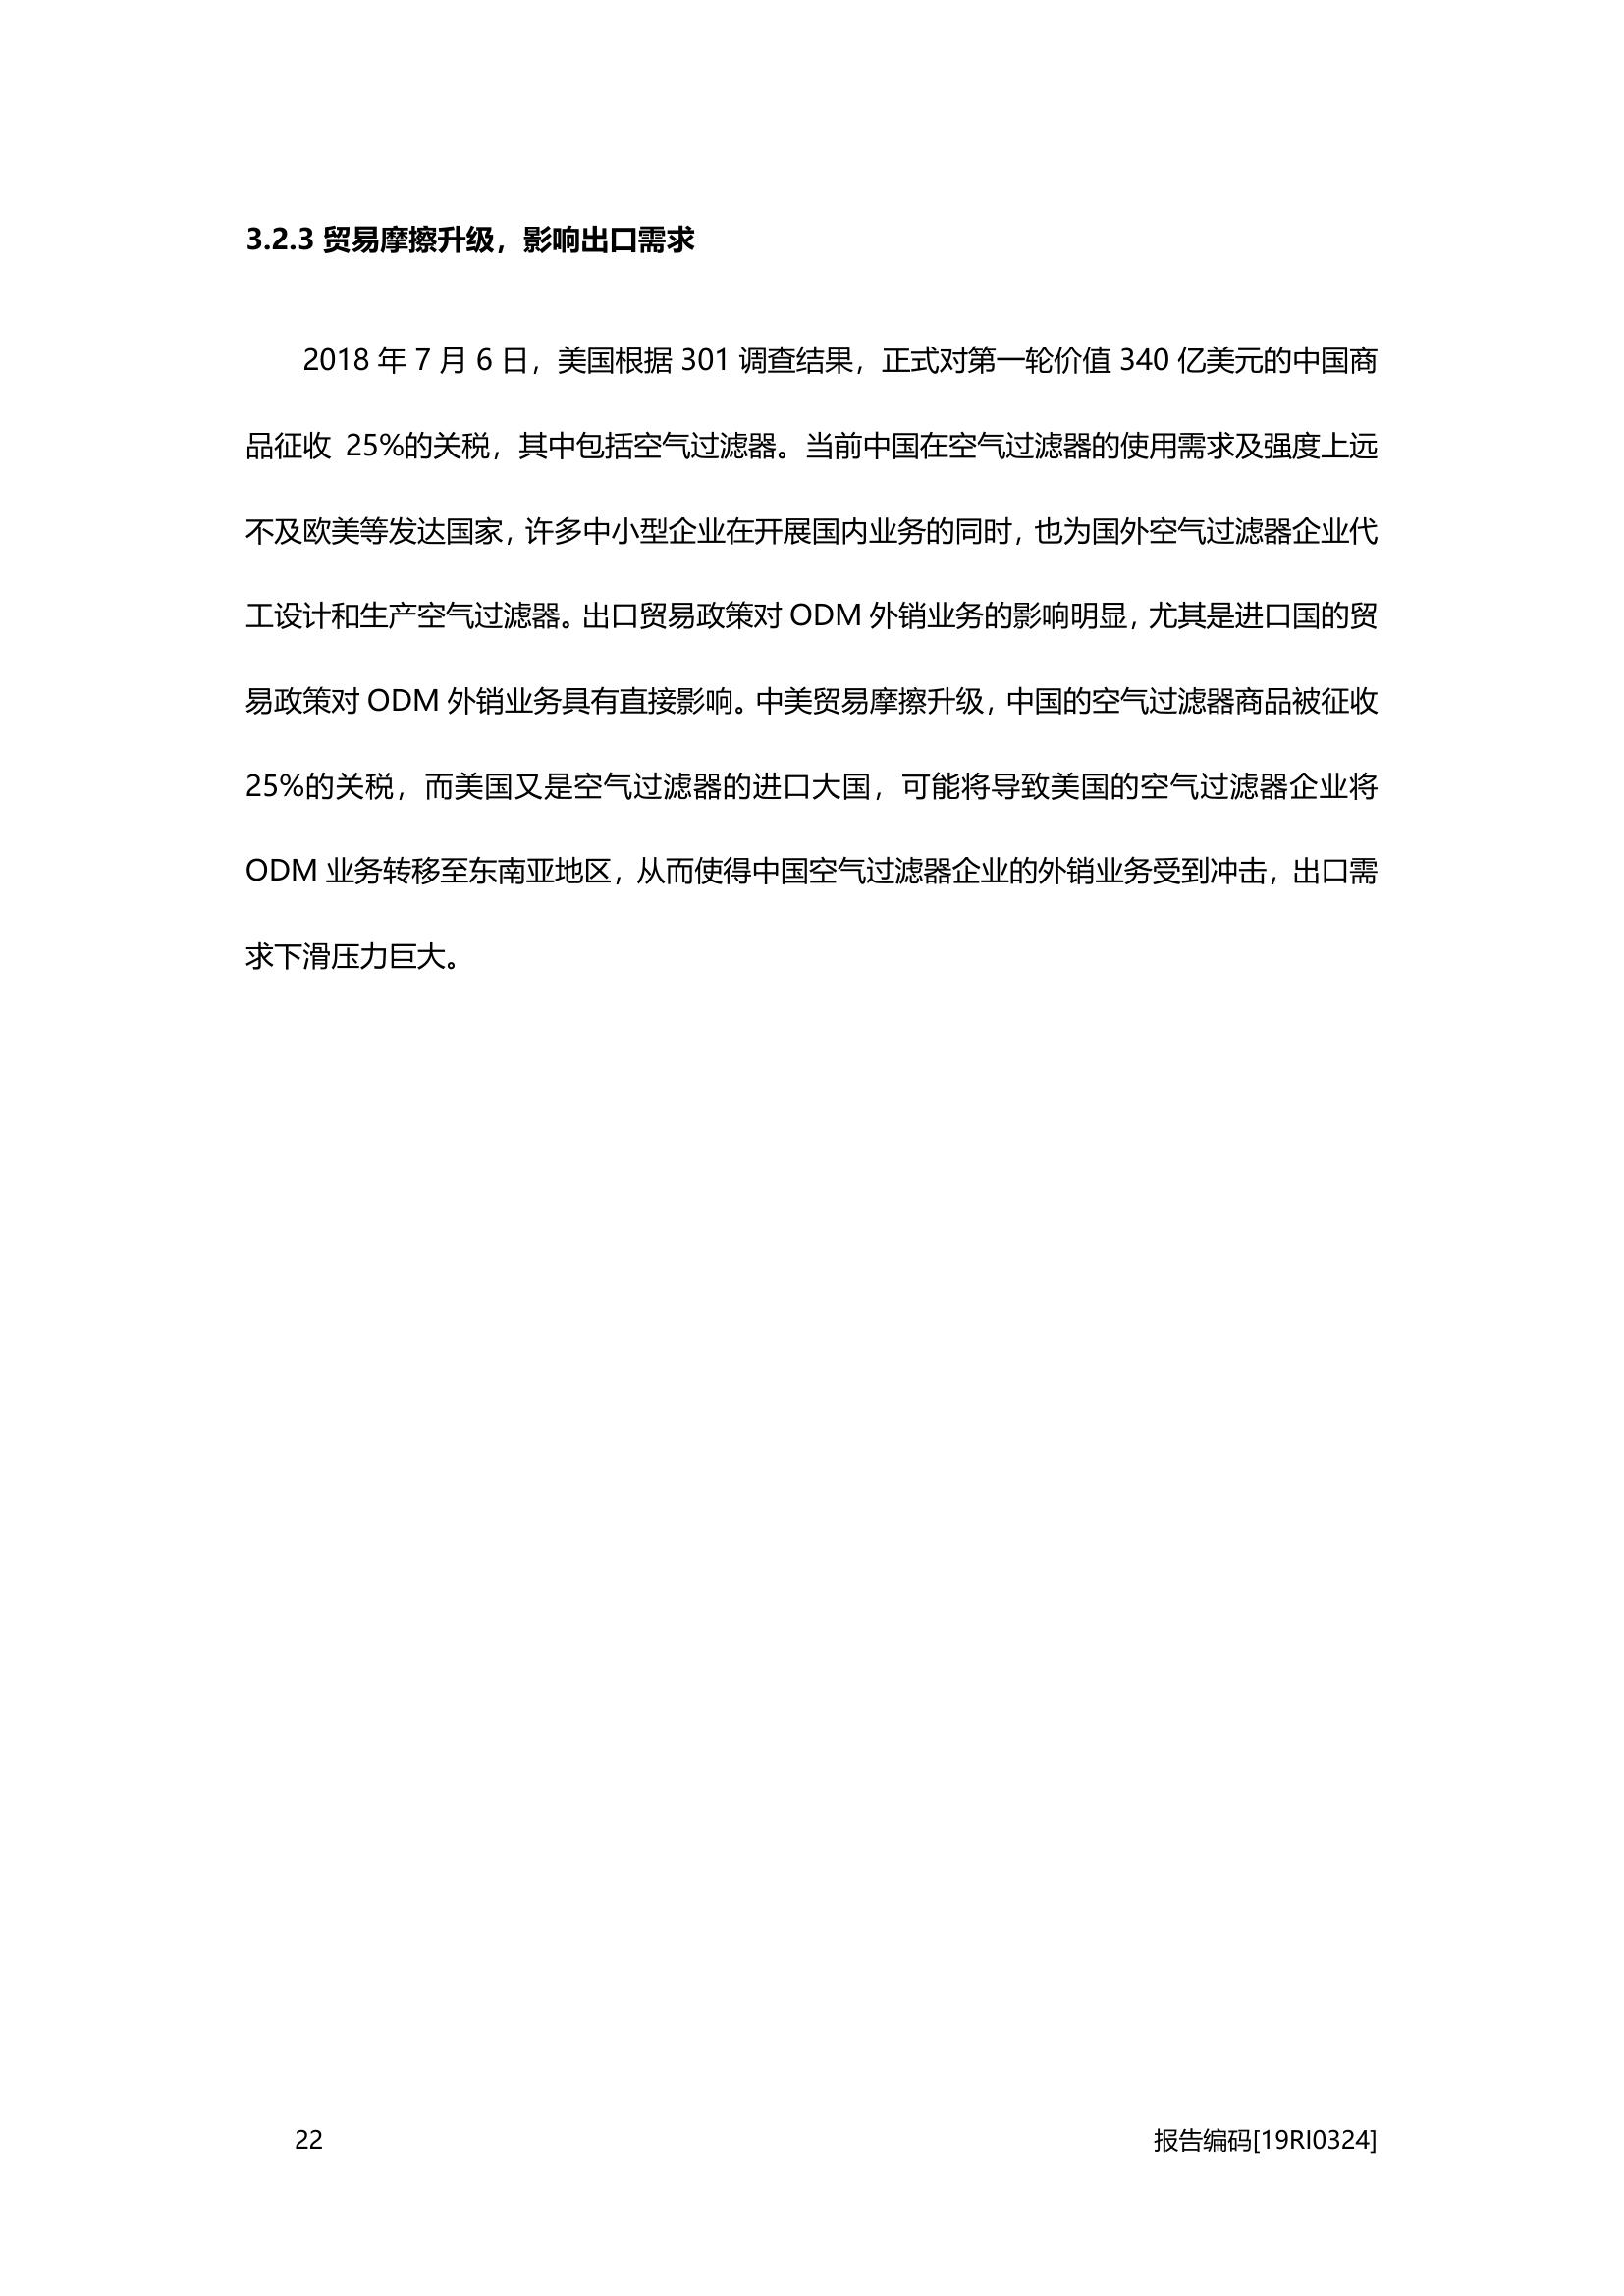 3.2.3 贸易摩擦升级，影响出口需求
2018 年 7 月 6 日，美国根据 301 调查结果，正式对第一轮价值 340 亿美元的中国商
品征收 25%的关税，其中包括空气过滤器。当前中国在空气过滤器的使用需求及强度上远
不及欧美等发达国家，许多中小型企业在开展国内业务的同时，也为国外空气过滤器企业代
工设计和生产空气过滤器。出口贸易政策对 ODM 外销业务的影响明显，尤其是进口国的贸
易政策对 ODM 外销业务具有直接影响。中美贸易摩擦升级，中国的空气过滤器商品被征收
25%的关税，而美国又是空气过滤器的进口大国，可能将导致美国的空气过滤器企业将
ODM 业务转移至东南亚地区，从而使得中国空气过滤器企业的外销业务受到冲击，出口需
求下滑压力巨大。
22 报告编码[19RI0324]